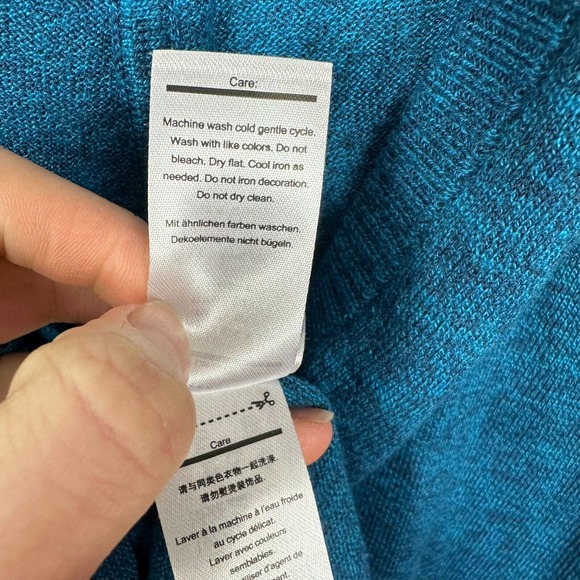 Care:
Machine wash cold gentle cycle.
Wash with like colors. Do not
bleach. Dry flat. Cool iron as
needed. Do not iron decoration.
Do not dry clean.
Mit ähnlichen farben waschen.
Dekoelemente nicht bügeln.
Care
请与同类色衣物一起洗涤.
请勿熨烫装饰品.
Laver à la machine à l'eau froide
au cycle délicat.
Laver avec couleurs
semblables.
d'agent de